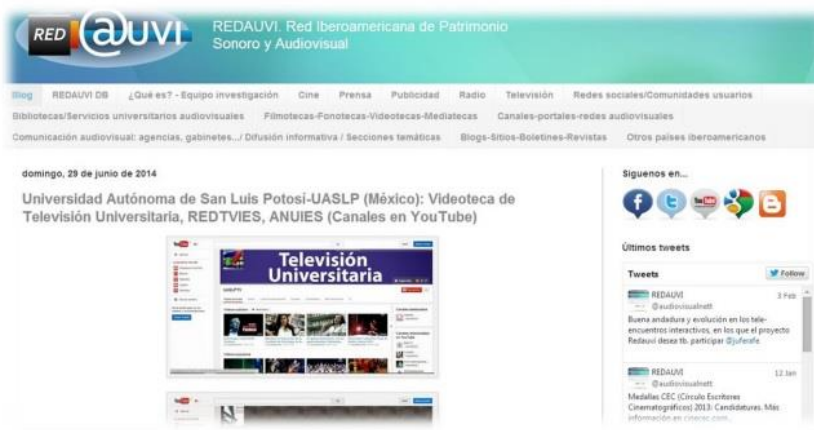 RED @UVI
REDAUVI. Red Iberoamericana de Patrimonio
Sonoro y Audiovisual
Blog REDAUVI DB ¿Qué es? - Equipo investigación Cine Prensa Publicidad Radio Televisión Redes sociales/Comunidades usuarios
Bibliotecas/Servicios universitarios audiovisuales Filmotecas-Fonotecas-Videotecas-Mediatecas Canales-portales-redes audiovisuales
Comunicación audiovisual: agencias, gabinetes.../ Difusión informativa / Secciones temáticas Blogs-Sitios-Boletines-Revistas Otros países iberoamericanos
domingo, 29 de junio de 2014
Universidad Autónoma de San Luis Potosí-UASLP (México): Videoteca de
Televisión Universitaria, REDTVIES, ANUIES (Canales en YouTube)
Televisión
Universitaria
Síguenos en...
Últimos tweets
Tweets Follow
REDAUVI 3 Feb
@audiovisualnett
Buena andadura y evolución en los tele-
encuentros interactivos, en los que el proyecto
Redauvi desea tb. participar @juferafe.
REDAUVI 12 Jan
@audiovisualnett
Medallas CEC (Círculo Escritores
Cinematográficos) 2013: Candidaturas. Más
información en cinecec.com...